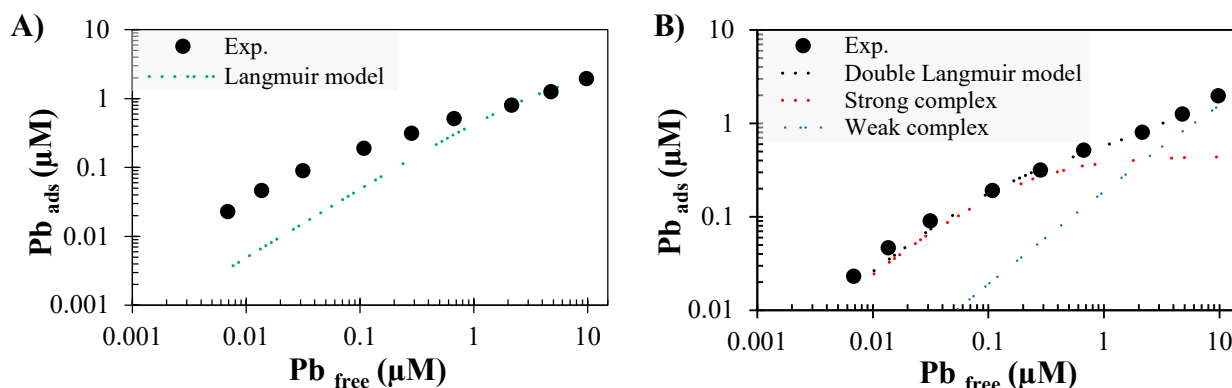 A)
10
1
0.1
0.01
0.001
Pb ads (µM)
Exp.
Langmuir model
0.001
0.01
0.1
1
10
Pb free (µM)
B)
10
1
0.1
0.01
Pb ads (µM)
Exp.
Double Langmuir model
Strong complex
Weak complex
0.001
0.01
0.1
1
10
Pb free (µM)